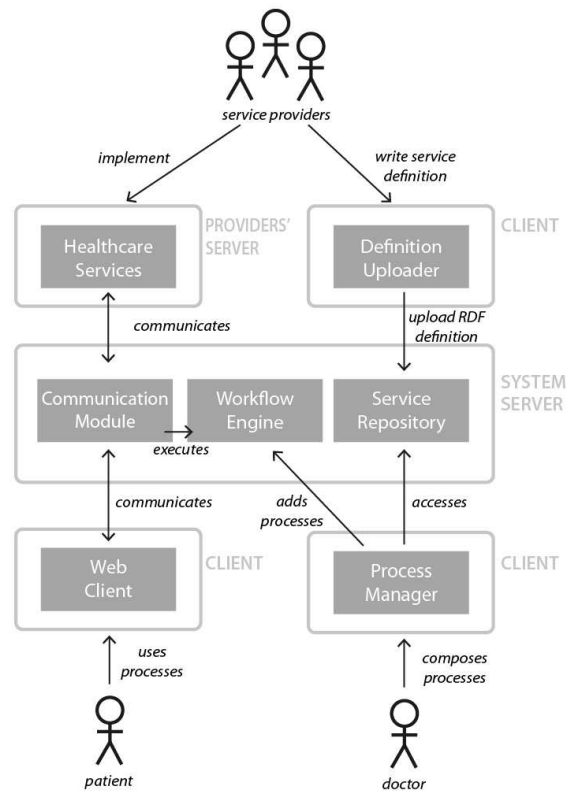 service providers
implement
write service
definition
PROVIDERS'
SERVER
CLIENT
Healthcare
Services
Definition
Uploader
communicates
upload RDF
definition
SYSTEM
SERVER
Communication
Module
Workflow
Engine
Service
Repository
executes
communicates
adds
processes
accesses
CLIENT
CLIENT
Web
Client
Process
Manager
uses
processes
composes
processes
patient
doctor